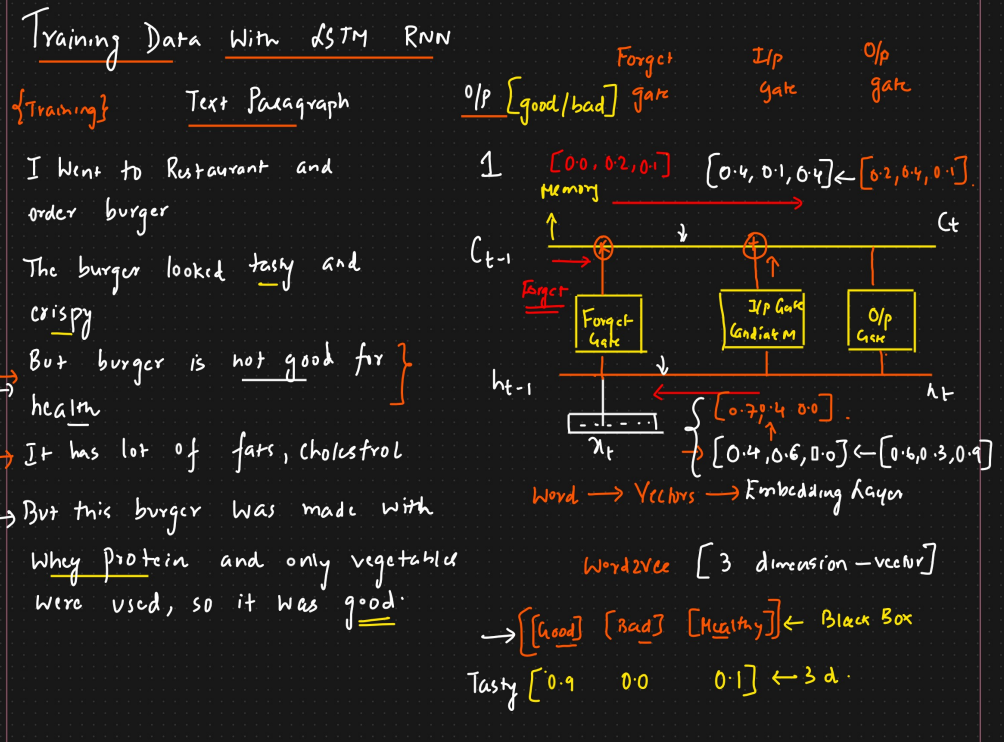 Training Data With LSTM RNN
{Training} Text Paragraph
I Went to Restaurant and
order burger
The burger looked tasty and
crispy
But burger is not good for
health
It has lot of fats, cholestrol
But this burger was made with
Whey protein and only vegetables
were used, so it was good.
O/P [good/bad]
Forget
gate
I/p
gate
O/p
gate
1 [0.0, 0.2, 0.1] [0.4, 0.1, 0.4] ← [0.2, 0.4, 0.1].
Memory
Ct-1
Ct
Forget
Forget
Gate
I/p Gate
Candiat M
O/p
Gate
ht-1
ht
xt
[0.7, 0.4 0.0].
→ [0.4, 0.6, 0.0] ← [0.6, 0.3, 0.9]
Word → Vectors → Embedding Layer
Word2vec [3 dimension - vector]
→ [[Good] [Bad] [Healthy]] ← Black Box
Tasty [0.9 0.0 0.1] ← 3 d.